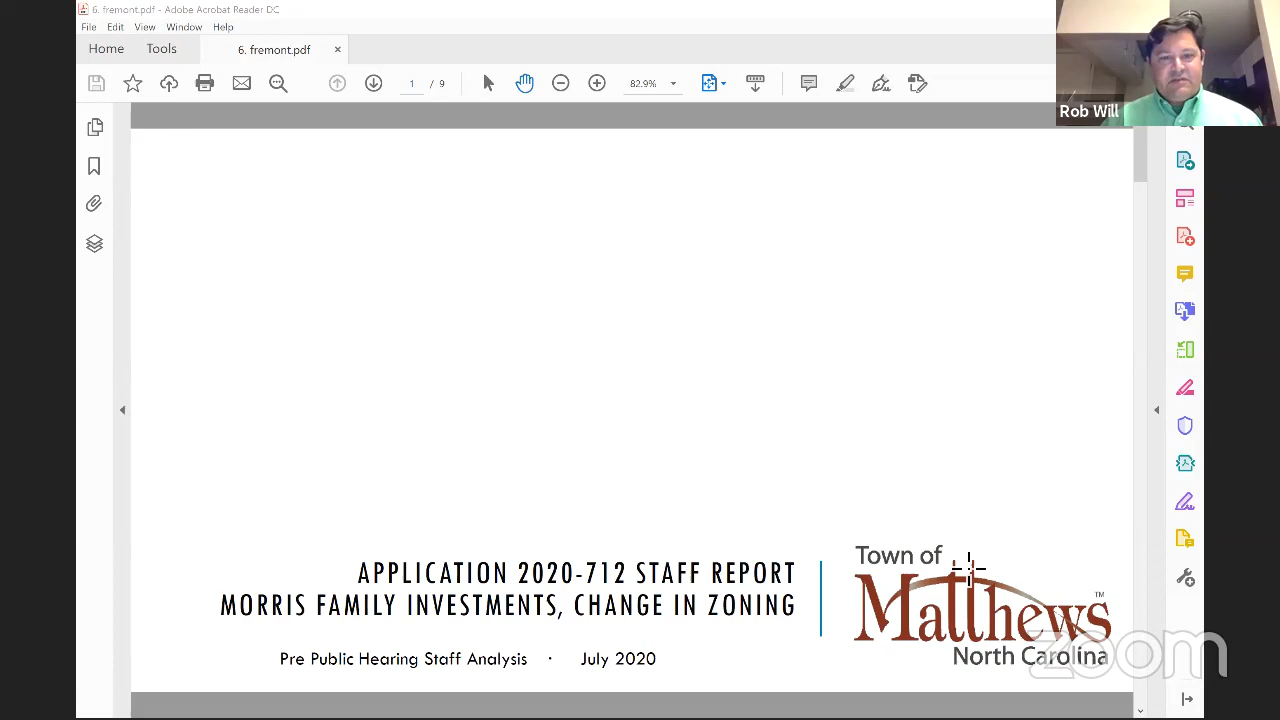 6. fremont.pdf - Adobe Acrobat Reader DC
File Edit View Window Help
Home Tools 6. fremont.pdf ×
1 / 9 82.9%
Rob Will
APPLICATION 2020-712 STAFF REPORT
MORRIS FAMILY INVESTMENTS, CHANGE IN ZONING
Pre Public Hearing Staff Analysis · July 2020
Town of
Matthews™
North Carolina
zoom